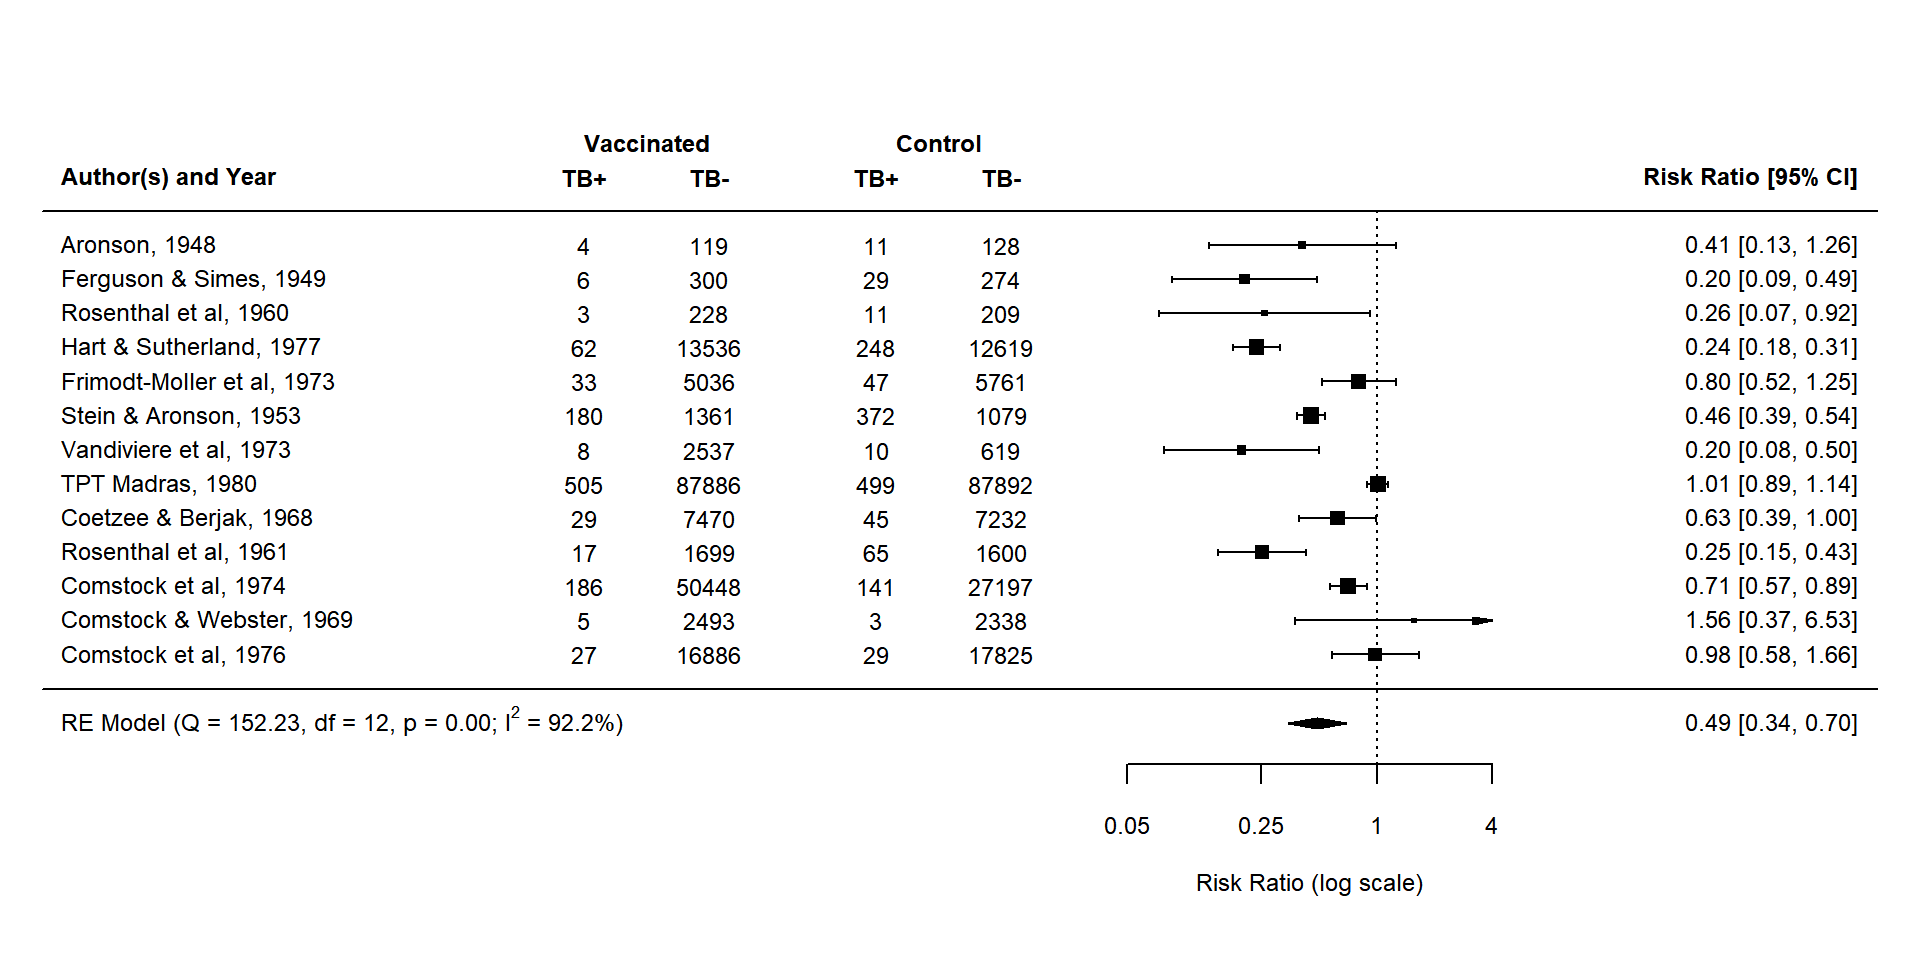 Vaccinated Control
Author(s) and Year TB+ TB- TB+ TB- Risk Ratio [95% CI]
Aronson, 1948 4 119 11 128 0.41 [0.13, 1.26]
Ferguson & Simes, 1949 6 300 29 274 0.20 [0.09, 0.49]
Rosenthal et al, 1960 3 228 11 209 0.26 [0.07, 0.92]
Hart & Sutherland, 1977 62 13536 248 12619 0.24 [0.18, 0.31]
Frimodt-Moller et al, 1973 33 5036 47 5761 0.80 [0.52, 1.25]
Stein & Aronson, 1953 180 1361 372 1079 0.46 [0.39, 0.54]
Vandiviere et al, 1973 8 2537 10 619 0.20 [0.08, 0.50]
TPT Madras, 1980 505 87886 499 87892 1.01 [0.89, 1.14]
Coetzee & Berjak, 1968 29 7470 45 7232 0.63 [0.39, 1.00]
Rosenthal et al, 1961 17 1699 65 1600 0.25 [0.15, 0.43]
Comstock et al, 1974 186 50448 141 27197 0.71 [0.57, 0.89]
Comstock & Webster, 1969 5 2493 3 2338 1.56 [0.37, 6.53]
Comstock et al, 1976 27 16886 29 17825 0.98 [0.58, 1.66]
RE Model (Q = 152.23, df = 12, p = 0.00; I² = 92.2%) 0.49 [0.34, 0.70]
0.05 0.25 1 4
Risk Ratio (log scale)